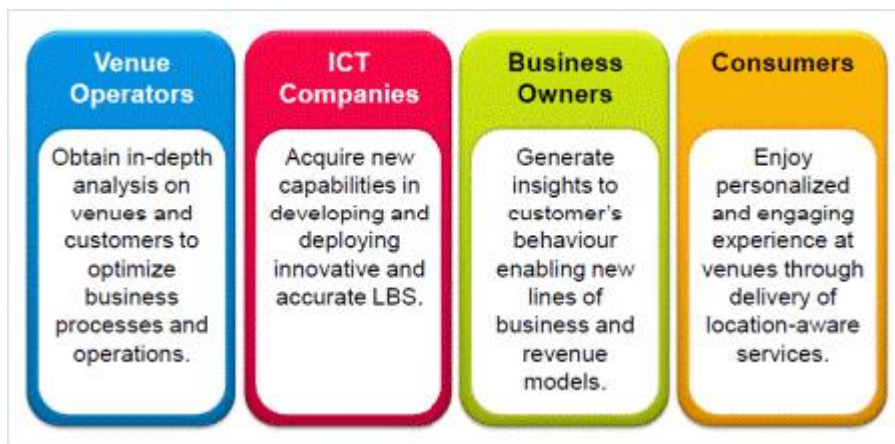 Venue
Operators
Obtain in-depth
analysis on
venues and
customers to
optimize
business
processes and
operations.
ICT
Companies
Acquire new
capabilities in
developing and
deploying
innovative and
accurate LBS.
Business
Owners
Generate
insights to
customer's
behaviour
enabling new
lines of
business and
revenue
models.
Consumers
Enjoy
personalized
and engaging
experience at
venues through
delivery of
location-aware
services.